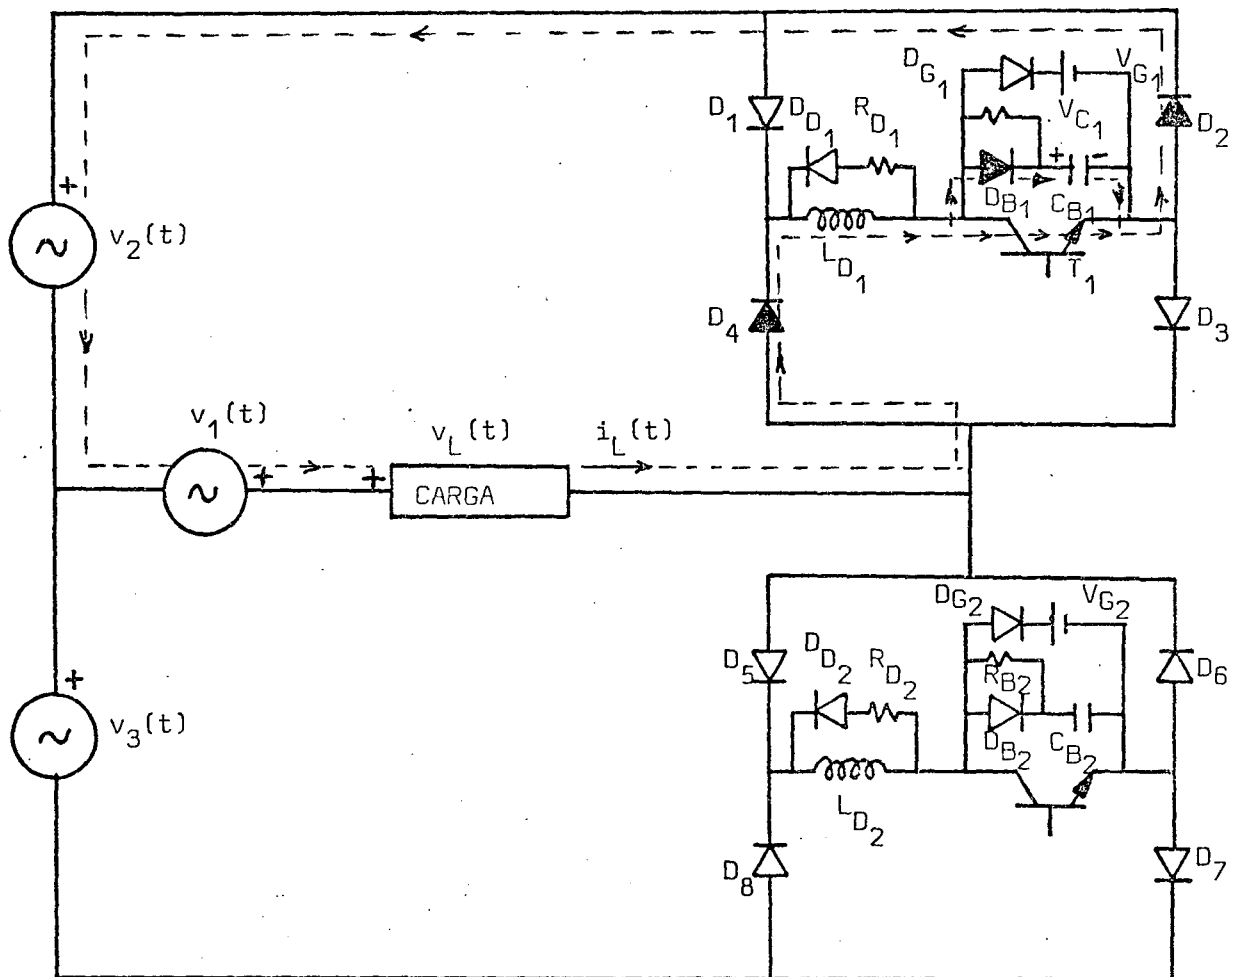 D_G1
V_G1
D_1
D_D1
R_D1
V_C1
D_2
+
-
+
v_2(t)
D_B1
C_B1
L_D1
T_1
D_4
D_3
v_1(t)
v_L(t)
i_L(t)
+
+
CARGA
D_G2
V_G2
D_5
D_D2
R_D2
R_B2
D_6
+
v_3(t)
D_B2
C_B2
L_D2
D_8
D_7